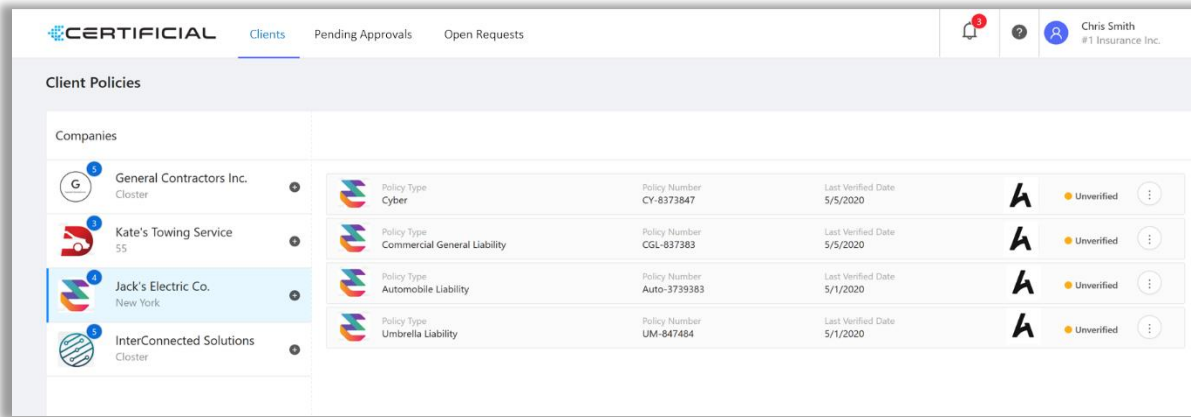 CERTIFICIAL Clients Pending Approvals Open Requests 3 ? Chris Smith
#1 Insurance Inc.
Client Policies
Companies
5
G General Contractors Inc.
Closter
3
Kate's Towing Service
55
4
Jack's Electric Co.
New York
5
InterConnected Solutions
Closter
Policy Type Policy Number Last Verified Date
Cyber CY-8373847 5/5/2020 Unverified
Policy Type Policy Number Last Verified Date
Commercial General Liability CGL-837383 5/5/2020 Unverified
Policy Type Policy Number Last Verified Date
Automobile Liability Auto-3739383 5/1/2020 Unverified
Policy Type Policy Number Last Verified Date
Umbrella Liability UM-847484 5/1/2020 Unverified